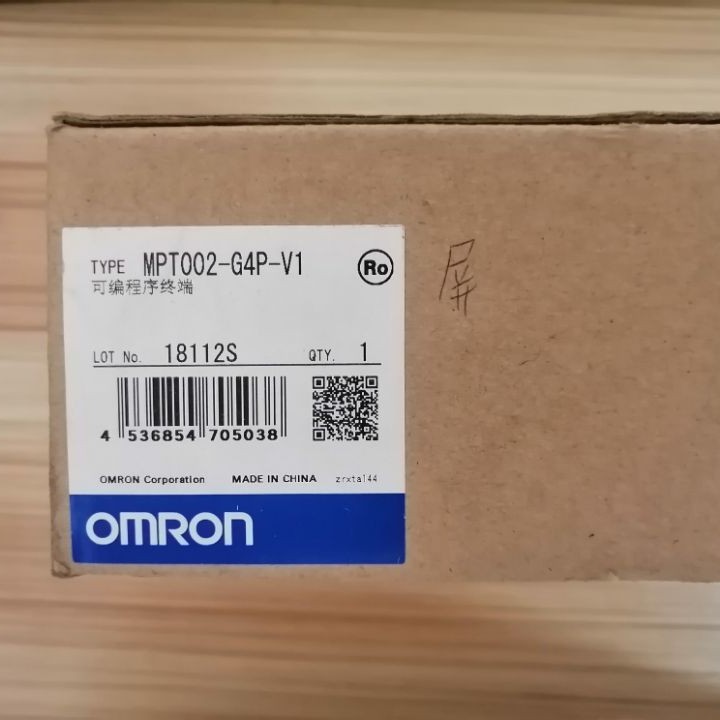 TYPE MPT002-G4P-V1 Ro
可编程序终端
屏
LOT No. 18112S QTY. 1
4 536854 705038
OMRON Corporation MADE IN CHINA zrxta144
OMRON